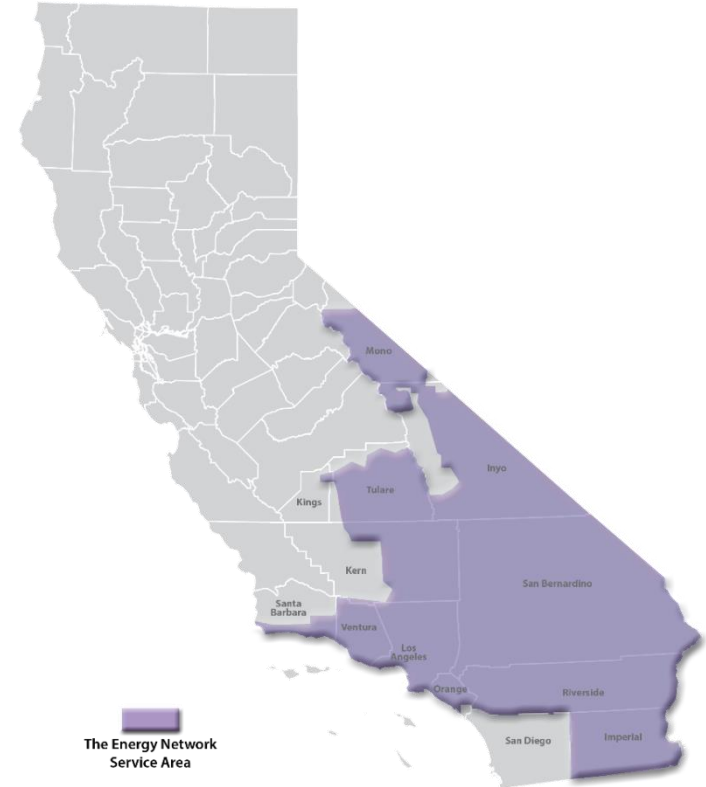 Mono
Inyo
Tulare
Kings
Kern
San Bernardino
Santa
Barbara
Ventura
Los
Angeles
Orange
Riverside
San Diego
Imperial
The Energy Network
Service Area